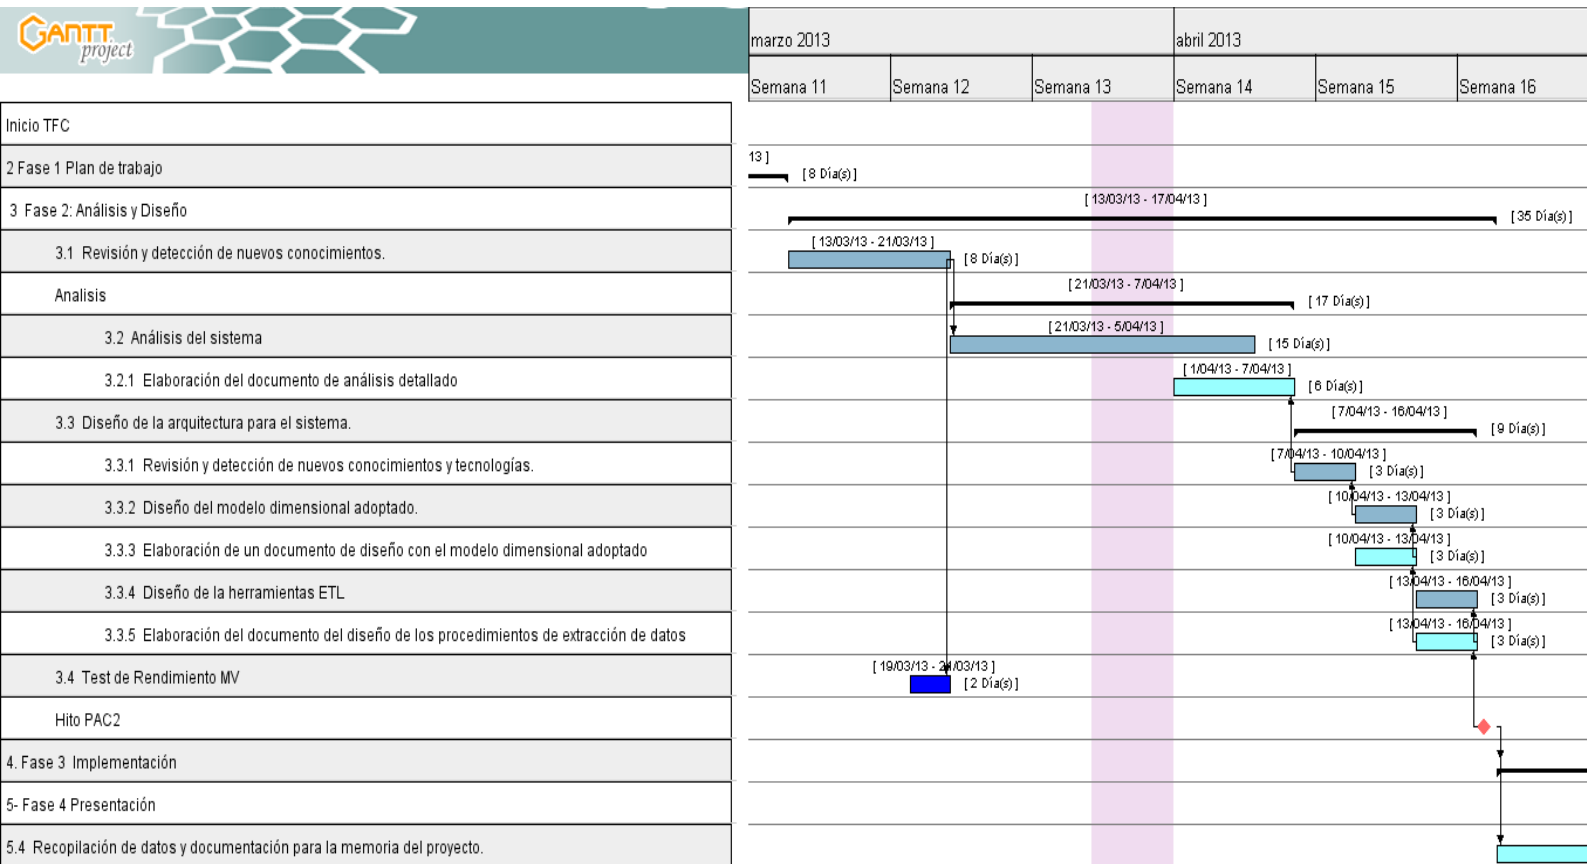 GANTT
project
marzo 2013
abril 2013
Semana 11
Semana 12
Semana 13
Semana 14
Semana 15
Semana 16
Inicio TFC
2 Fase 1 Plan de trabajo
13 ]
[ 8 Día(s) ]
3 Fase 2: Análisis y Diseño
[ 13/03/13 - 17/04/13 ]
[ 35 Día(s) ]
3.1 Revisión y detección de nuevos conocimientos.
[ 13/03/13 - 21/03/13 ]
[ 8 Día(s) ]
Analisis
[ 21/03/13 - 7/04/13 ]
[ 17 Día(s) ]
3.2 Análisis del sistema
[ 21/03/13 - 5/04/13 ]
[ 15 Día(s) ]
3.2.1 Elaboración del documento de análisis detallado
[ 1/04/13 - 7/04/13 ]
[ 6 Día(s) ]
3.3 Diseño de la arquitectura para el sistema.
[ 7/04/13 - 16/04/13 ]
[ 9 Día(s) ]
3.3.1 Revisión y detección de nuevos conocimientos y tecnologías.
[ 7/04/13 - 10/04/13 ]
[ 3 Día(s) ]
3.3.2 Diseño del modelo dimensional adoptado.
[ 10/04/13 - 13/04/13 ]
[ 3 Día(s) ]
3.3.3 Elaboración de un documento de diseño con el modelo dimensional adoptado
[ 10/04/13 - 13/04/13 ]
[ 3 Día(s) ]
3.3.4 Diseño de la herramientas ETL
[ 13/04/13 - 16/04/13 ]
[ 3 Día(s) ]
3.3.5 Elaboración del documento del diseño de los procedimientos de extracción de datos
[ 13/04/13 - 16/04/13 ]
[ 3 Día(s) ]
3.4 Test de Rendimiento MV
[ 19/03/13 - 21/03/13 ]
[ 2 Día(s) ]
Hito PAC2
4. Fase 3 Implementación
5- Fase 4 Presentación
5.4 Recopilación de datos y documentación para la memoria del proyecto.